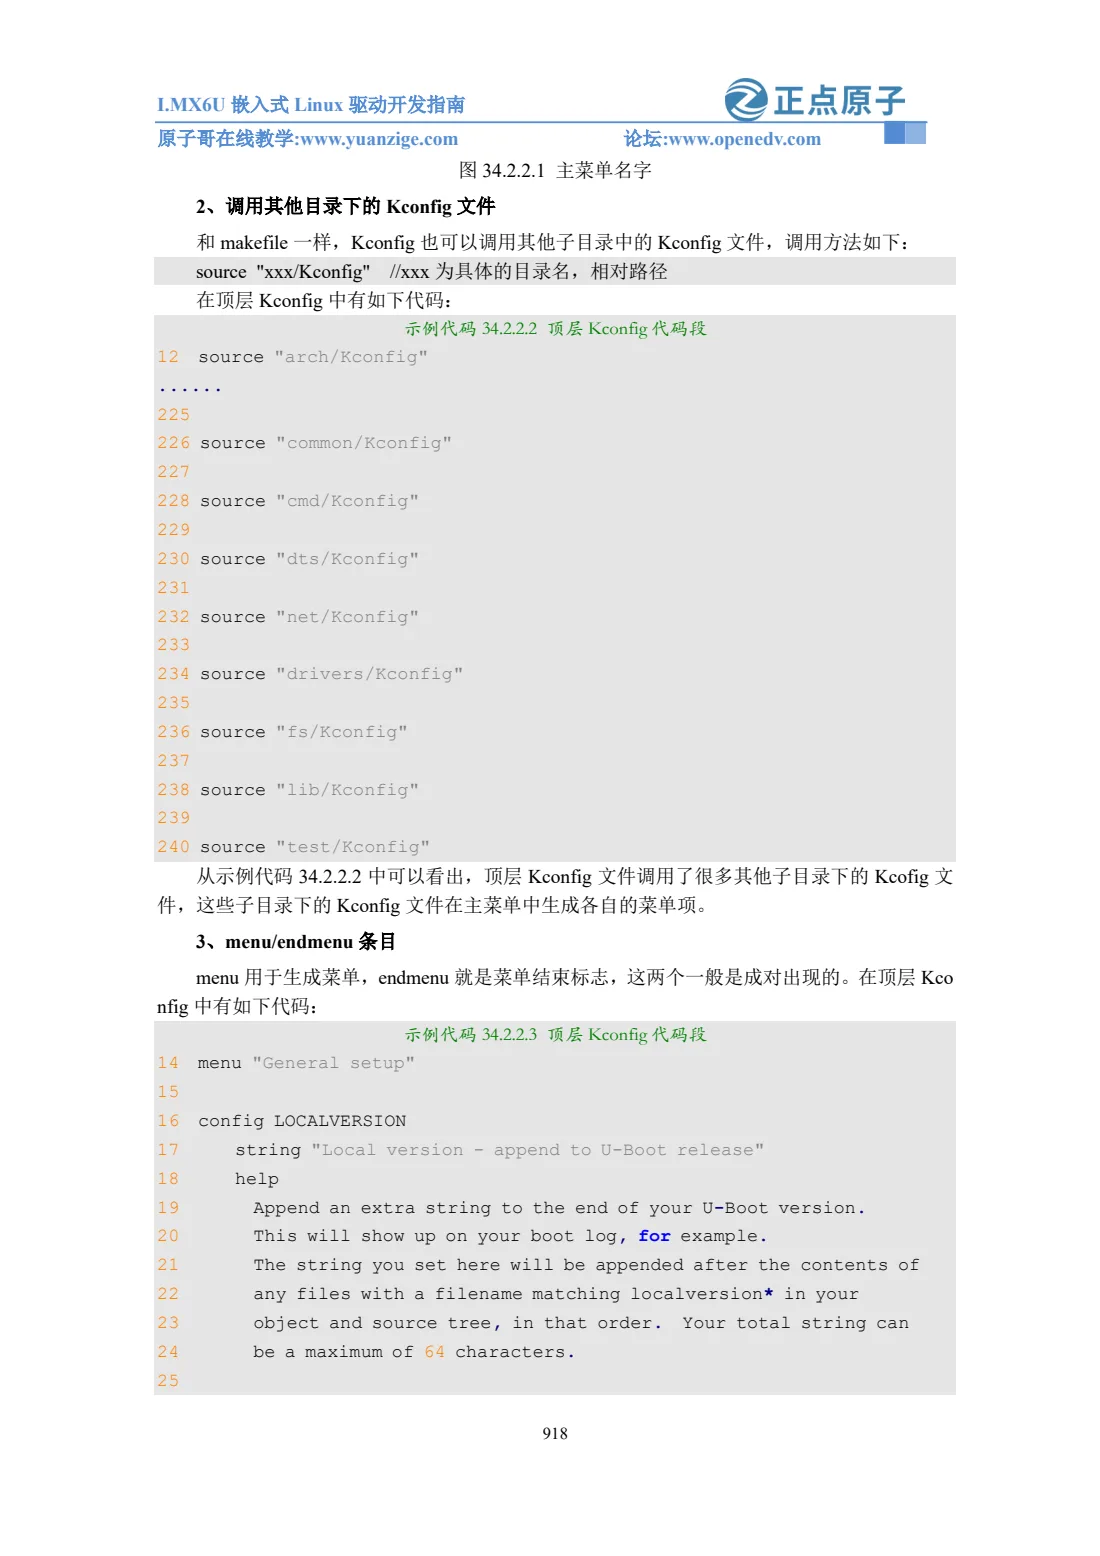 I.MX6U 嵌入式 Linux 驱动开发指南
正点原子
原子哥在线教学:www.yuanzige.com 论坛:www.openedv.com
图 34.2.2.1 主菜单名字
2、调用其他目录下的 Kconfig 文件
和 makefile 一样，Kconfig 也可以调用其他子目录中的 Kconfig 文件，调用方法如下：
source "xxx/Kconfig" //xxx 为具体的目录名，相对路径
在顶层 Kconfig 中有如下代码：
示例代码 34.2.2.2 顶层 Kconfig 代码段
12 source "arch/Kconfig"
......
225
226 source "common/Kconfig"
227
228 source "cmd/Kconfig"
229
230 source "dts/Kconfig"
231
232 source "net/Kconfig"
233
234 source "drivers/Kconfig"
235
236 source "fs/Kconfig"
237
238 source "lib/Kconfig"
239
240 source "test/Kconfig"
从示例代码 34.2.2.2 中可以看出，顶层 Kconfig 文件调用了很多其他子目录下的 Kcofig 文
件，这些子目录下的 Kconfig 文件在主菜单中生成各自的菜单项。
3、menu/endmenu 条目
menu 用于生成菜单，endmenu 就是菜单结束标志，这两个一般是成对出现的。在顶层 Kco
nfig 中有如下代码：
示例代码 34.2.2.3 顶层 Kconfig 代码段
14 menu "General setup"
15
16 config LOCALVERSION
17 string "Local version - append to U-Boot release"
18 help
19 Append an extra string to the end of your U-Boot version.
20 This will show up on your boot log, for example.
21 The string you set here will be appended after the contents of
22 any files with a filename matching localversion* in your
23 object and source tree, in that order. Your total string can
24 be a maximum of 64 characters.
25
918